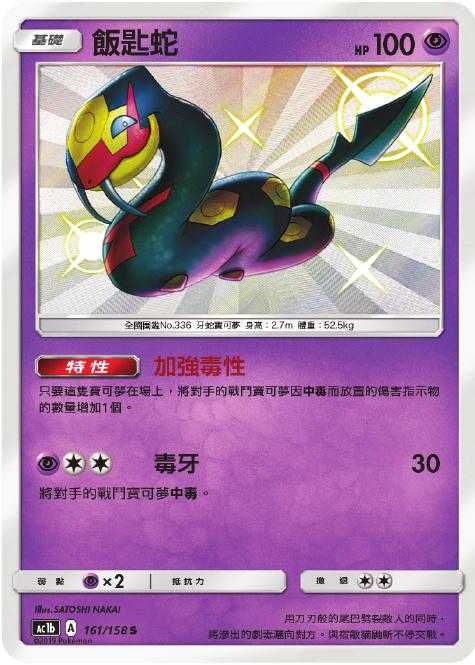 基礎 飯匙蛇 HP 100
全國圖鑑No.336 牙蛇寶可夢 身高：2.7m 體重：52.5kg
特性 加強毒性
只要這隻寶可夢在場上，將對手的戰鬥寶可夢因中毒而放置的傷害指示物
的數量增加1個。
毒牙 30
將對手的戰鬥寶可夢中毒。
弱點 ×2 抵抗力 撤退
Illus.SATOSHI NAKAI
AC1b A 161/158 S
©2019 Pokémon
用刀刃般的尾巴劈裂敵人的同時，
將滲出的劇毒灑向對方。與宿敵貓鼬斬不停交戰。